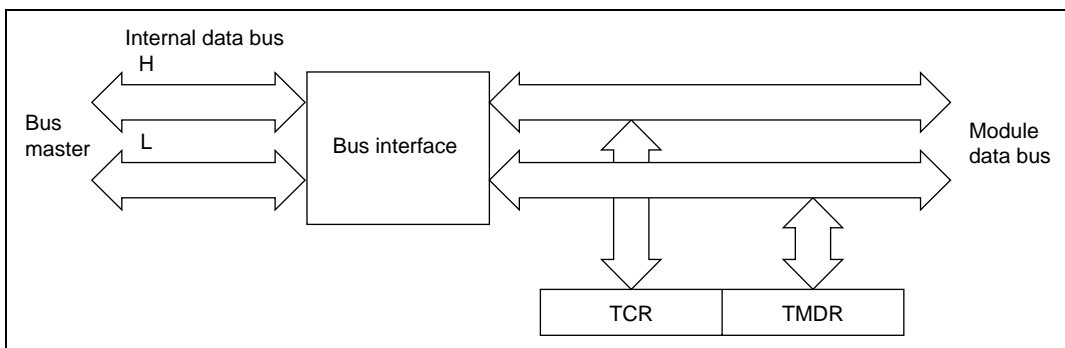 Internal data bus
H
Bus
master
L
Bus interface
Module
data bus
TCR
TMDR